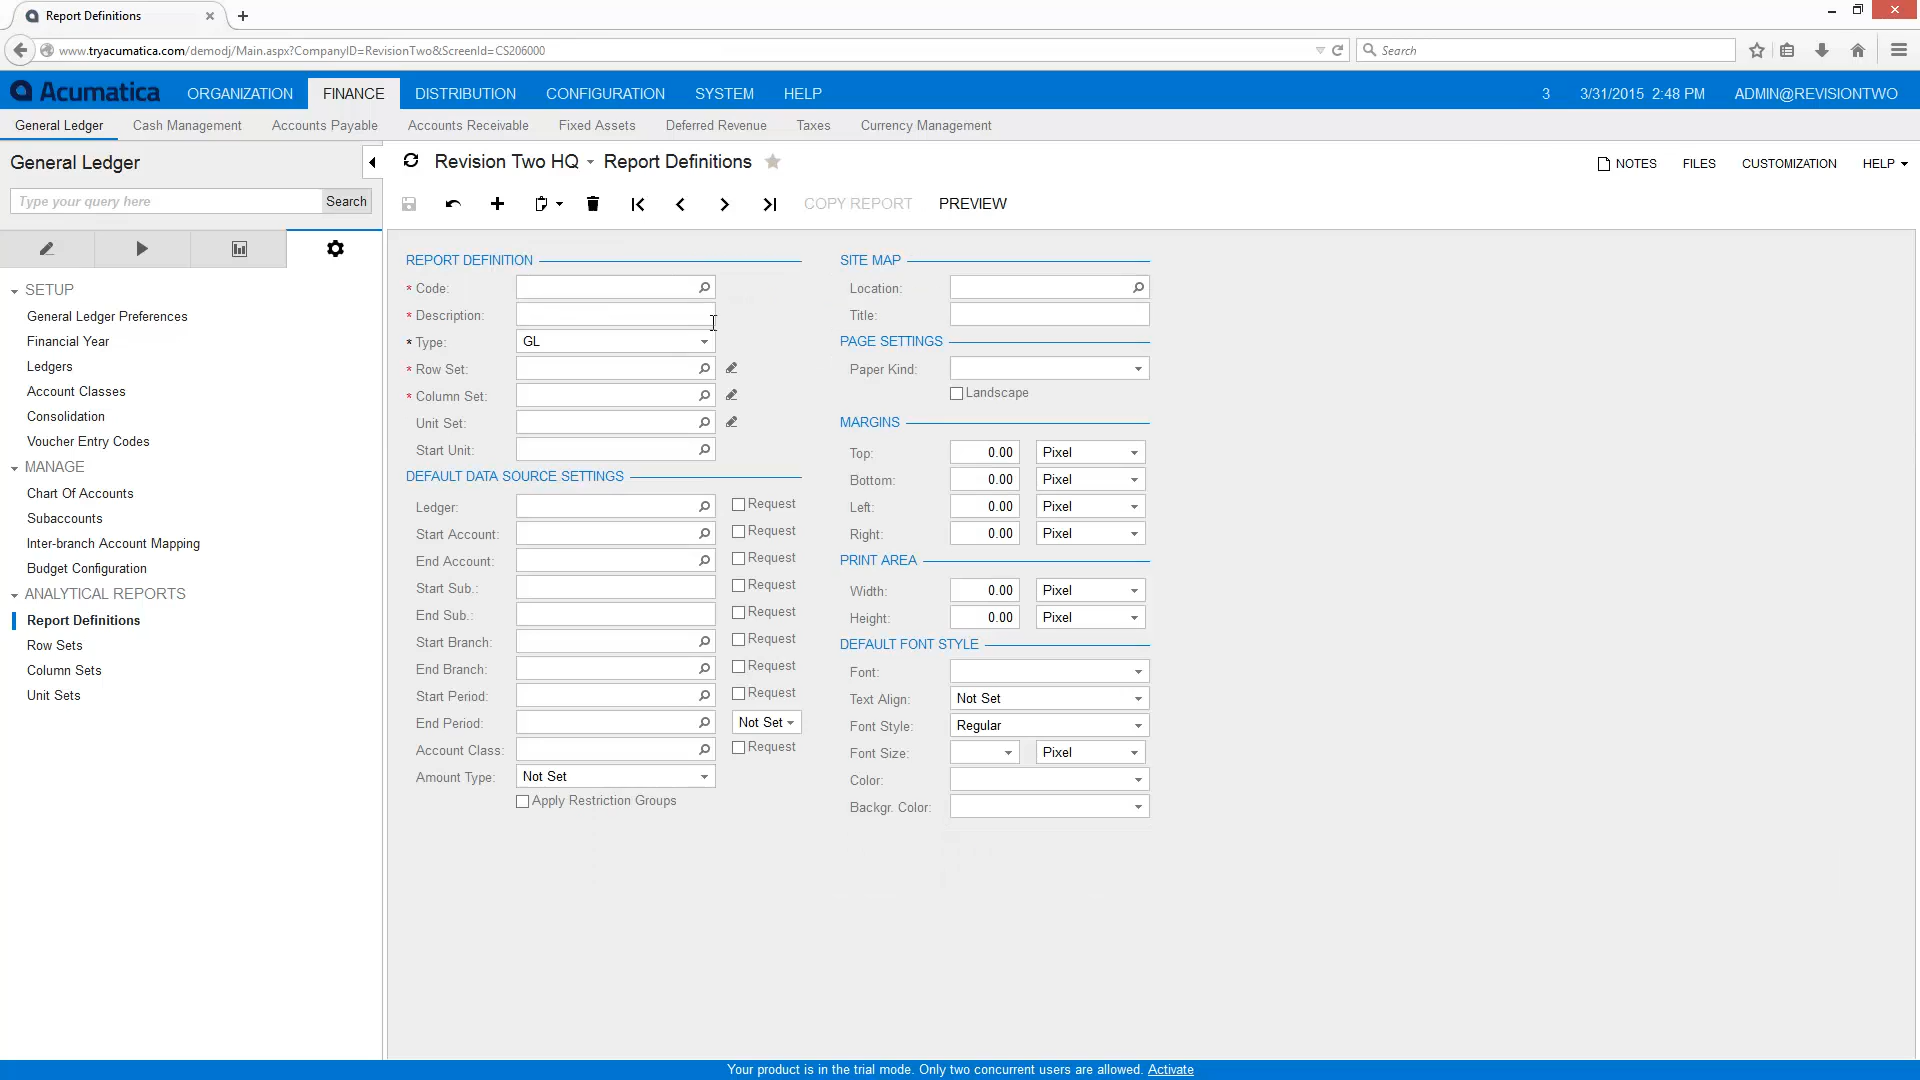 Report Definitions
www.tryacumatica.com/demodj/Main.aspx?CompanyID=RevisionTwo&ScreenId=CS206000
Search
Acumatica
ORGANIZATION
FINANCE
DISTRIBUTION
CONFIGURATION
SYSTEM
HELP
3
3/31/2015 2:48 PM
ADMIN@REVISIONTWO
General Ledger
Cash Management
Accounts Payable
Accounts Receivable
Fixed Assets
Deferred Revenue
Taxes
Currency Management
General Ledger
Type your query here
Search
SETUP
General Ledger Preferences
Financial Year
Ledgers
Account Classes
Consolidation
Voucher Entry Codes
MANAGE
Chart Of Accounts
Subaccounts
Inter-branch Account Mapping
Budget Configuration
ANALYTICAL REPORTS
Report Definitions
Row Sets
Column Sets
Unit Sets
Revision Two HQ
Report Definitions
NOTES
FILES
CUSTOMIZATION
HELP
COPY REPORT
PREVIEW
REPORT DEFINITION
* Code:
* Description:
* Type: GL
* Row Set:
* Column Set:
Unit Set:
Start Unit:
DEFAULT DATA SOURCE SETTINGS
Ledger: Request
Start Account: Request
End Account: Request
Start Sub.: Request
End Sub.: Request
Start Branch: Request
End Branch: Request
Start Period: Request
End Period: Not Set
Account Class: Request
Amount Type: Not Set
Apply Restriction Groups
SITE MAP
Location:
Title:
PAGE SETTINGS
Paper Kind:
Landscape
MARGINS
Top: 0.00 Pixel
Bottom: 0.00 Pixel
Left: 0.00 Pixel
Right: 0.00 Pixel
PRINT AREA
Width: 0.00 Pixel
Height: 0.00 Pixel
DEFAULT FONT STYLE
Font:
Text Align: Not Set
Font Style: Regular
Font Size: Pixel
Color:
Backgr. Color:
Your product is in the trial mode. Only two concurrent users are allowed. Activate